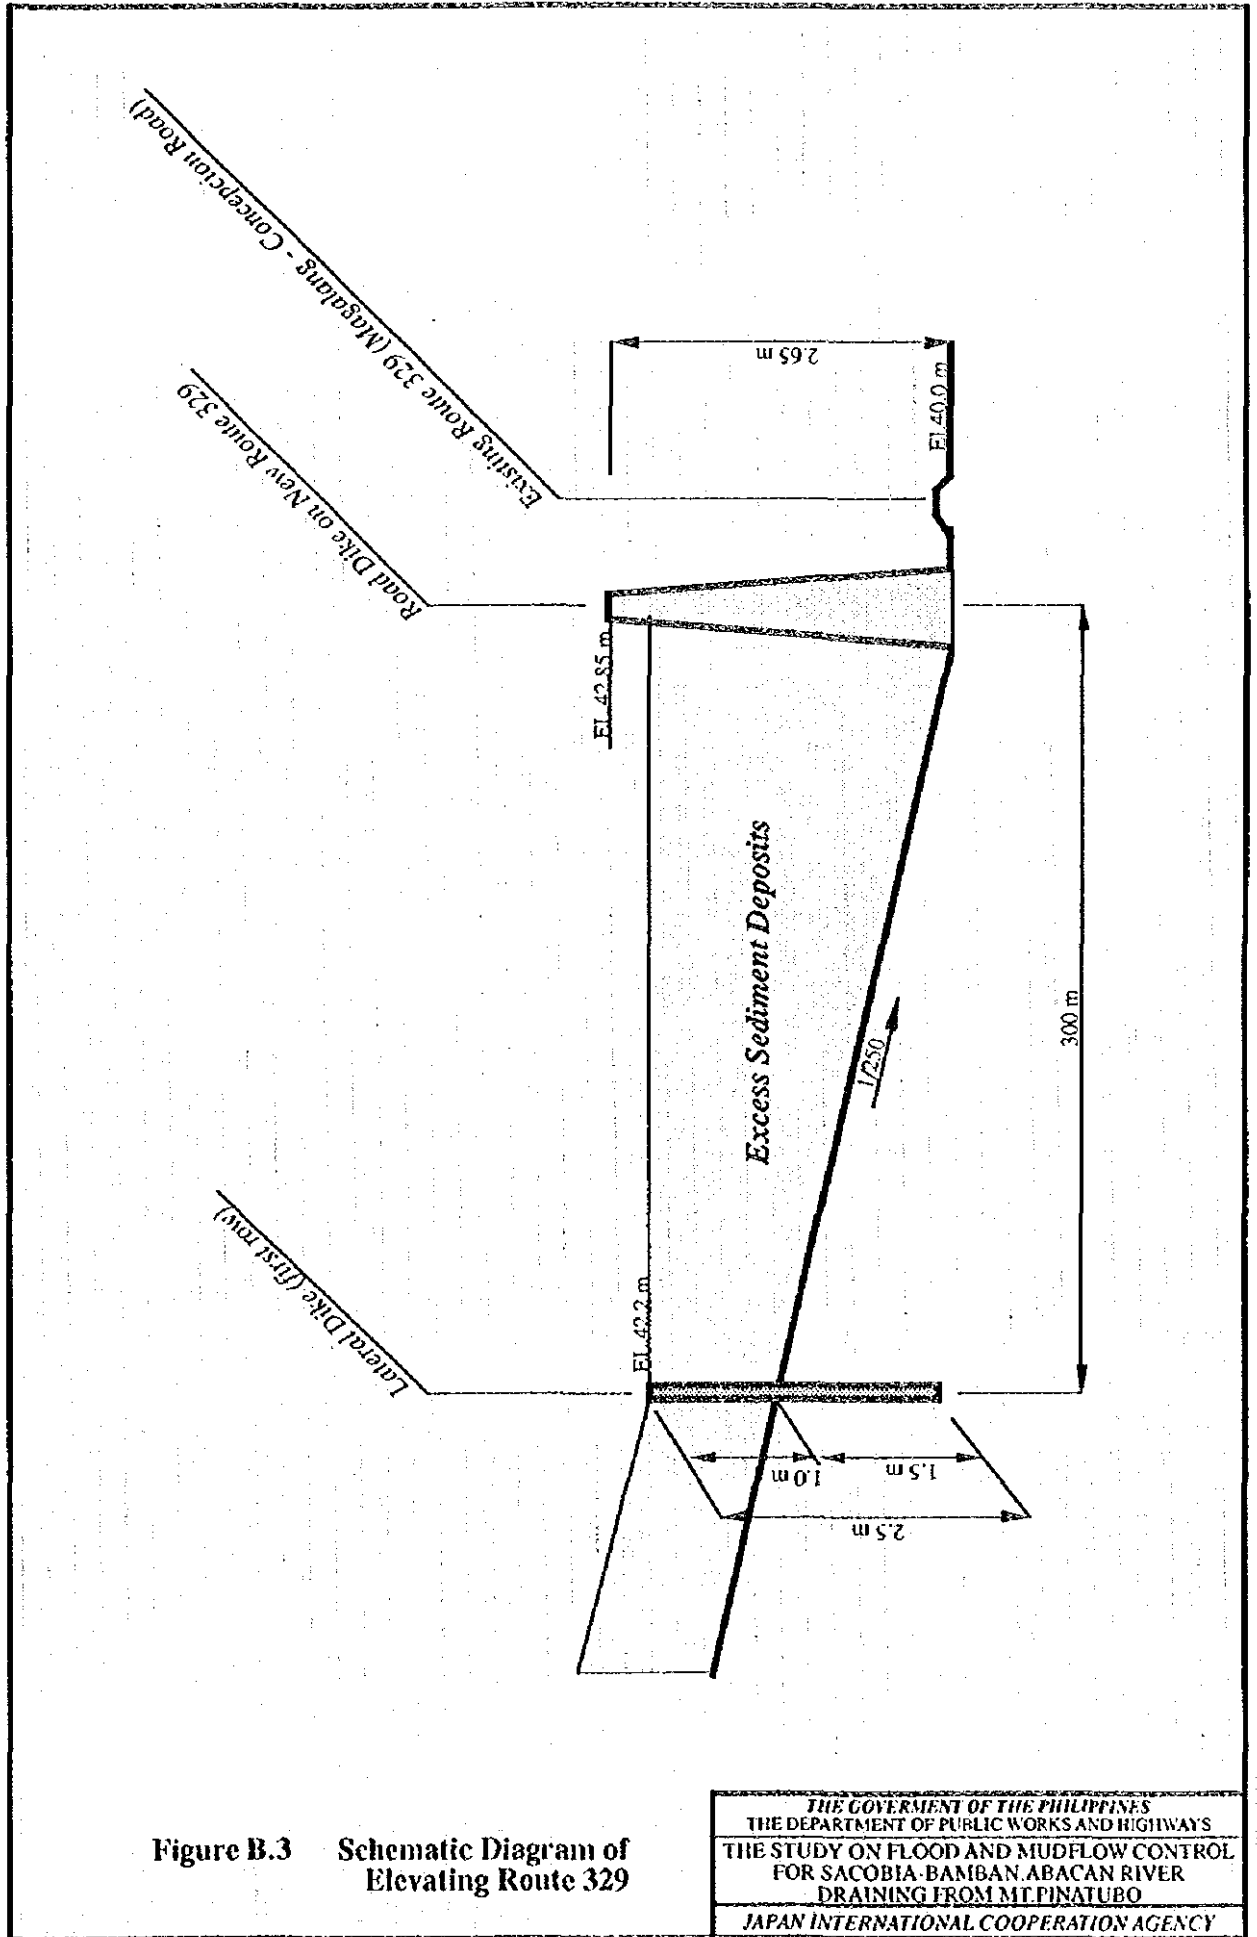 Existing Route 329 (Magalang - Concepcion Road)
Road Dike on New Route 329
2.65 m
EL 40.0 m
EL 42.85 m
Excess Sediment Deposits
1/250
300 m
Lateral Dike (first row)
EL 42.2 m
1.0 m
1.5 m
2.5 m
Figure B.3 Schematic Diagram of
Elevating Route 329
THE GOVERMENT OF THE PHILIPPINES
THE DEPARTMENT OF PUBLIC WORKS AND HIGHWAYS
THE STUDY ON FLOOD AND MUDFLOW CONTROL
FOR SACOBIA-BAMBAN.ABACAN RIVER
DRAINING FROM MT.PINATUBO
JAPAN INTERNATIONAL COOPERATION AGENCY